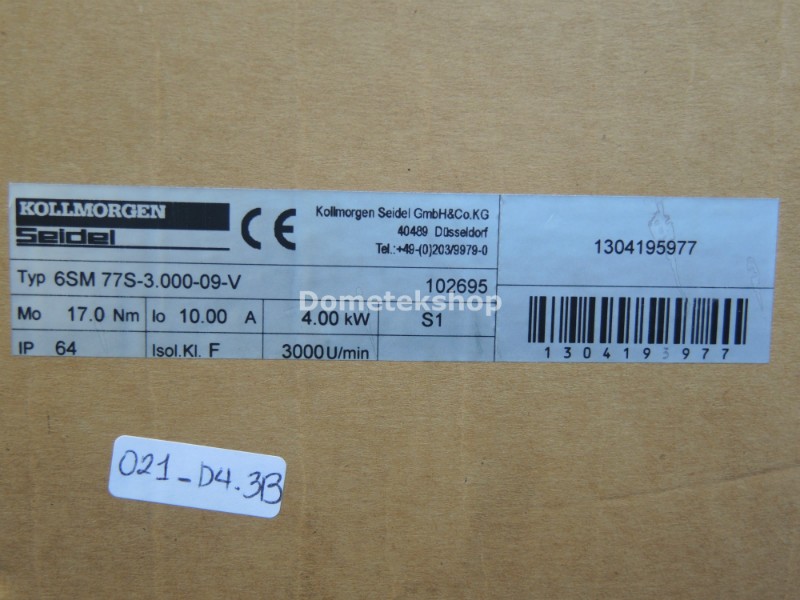 KOLLMORGEN
Seidel
CE
Kollmorgen Seidel GmbH&Co.KG
40489 Düsseldorf
Tel.:+49-(0)203/9979-0
1304195977
Typ 6SM 77S-3.000-09-V 102695
Dometekshop
Mo 17.0 Nm Io 10.00 A 4.00 kW S1
IP 64 Isol.Kl. F 3000U/min
1304193977
021-D4.3B